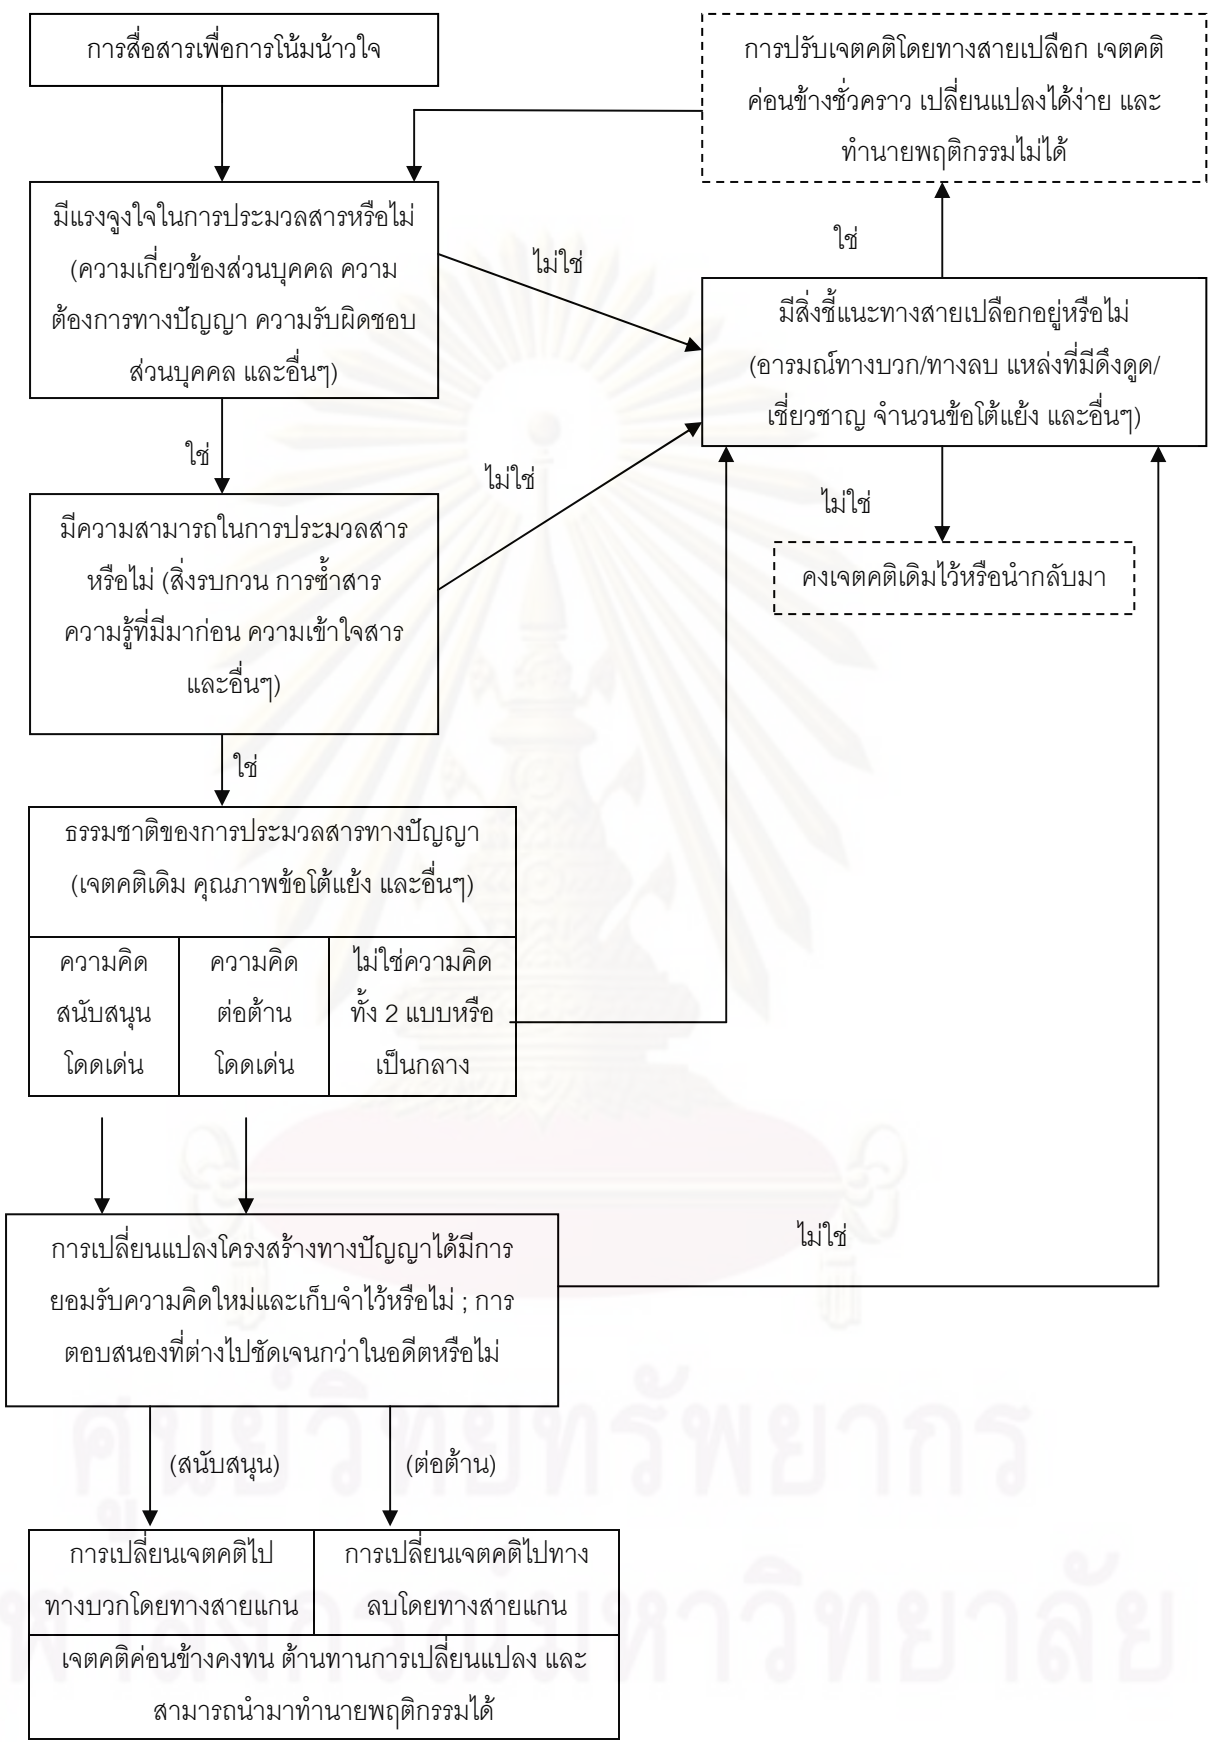 การสื่อสารเพื่อการโน้มน้าวใจ
การปรับเจตคติโดยทางสายเปลือก เจตคติ
ค่อนข้างชั่วคราว เปลี่ยนแปลงได้ง่าย และ
ทำนายพฤติกรรมไม่ได้
มีแรงจูงใจในการประมวลสารหรือไม่
(ความเกี่ยวข้องส่วนบุคคล ความ
ต้องการทางปัญญา ความรับผิดชอบ
ส่วนบุคคล และอื่นๆ)
ไม่ใช่
ใช่
มีสิ่งชี้แนะทางสายเปลือกอยู่หรือไม่
(อารมณ์ทางบวก/ทางลบ แหล่งที่มีดึงดูด/
เชี่ยวชาญ จำนวนข้อโต้แย้ง และอื่นๆ)
ใช่
ไม่ใช่
ไม่ใช่
คงเจตคติเดิมไว้หรือนำกลับมา
มีความสามารถในการประมวลสาร
หรือไม่ (สิ่งรบกวน การซ้ำสาร
ความรู้ที่มีมาก่อน ความเข้าใจสาร
และอื่นๆ)
ใช่
ธรรมชาติของการประมวลสารทางปัญญา
(เจตคติเดิม คุณภาพข้อโต้แย้ง และอื่นๆ)
ความคิด
สนับสนุน
โดดเด่น
ความคิด
ต่อต้าน
โดดเด่น
ไม่ใช่ความคิด
ทั้ง 2 แบบหรือ
เป็นกลาง
การเปลี่ยนแปลงโครงสร้างทางปัญญาได้มีการ
ยอมรับความคิดใหม่และเก็บจำไว้หรือไม่ ; การ
ตอบสนองที่ต่างไปชัดเจนกว่าในอดีตหรือไม่
ไม่ใช่
(สนับสนุน)
(ต่อต้าน)
การเปลี่ยนเจตคติไป
ทางบวกโดยทางสายแกน
การเปลี่ยนเจตคติไปทาง
ลบโดยทางสายแกน
เจตคติค่อนข้างคงทน ต้านทานการเปลี่ยนแปลง และ
สามารถนำมาทำนายพฤติกรรมได้
ศูนย์วิทยทรัพยากร
จุฬาลงกรณ์มหาวิทยาลัย